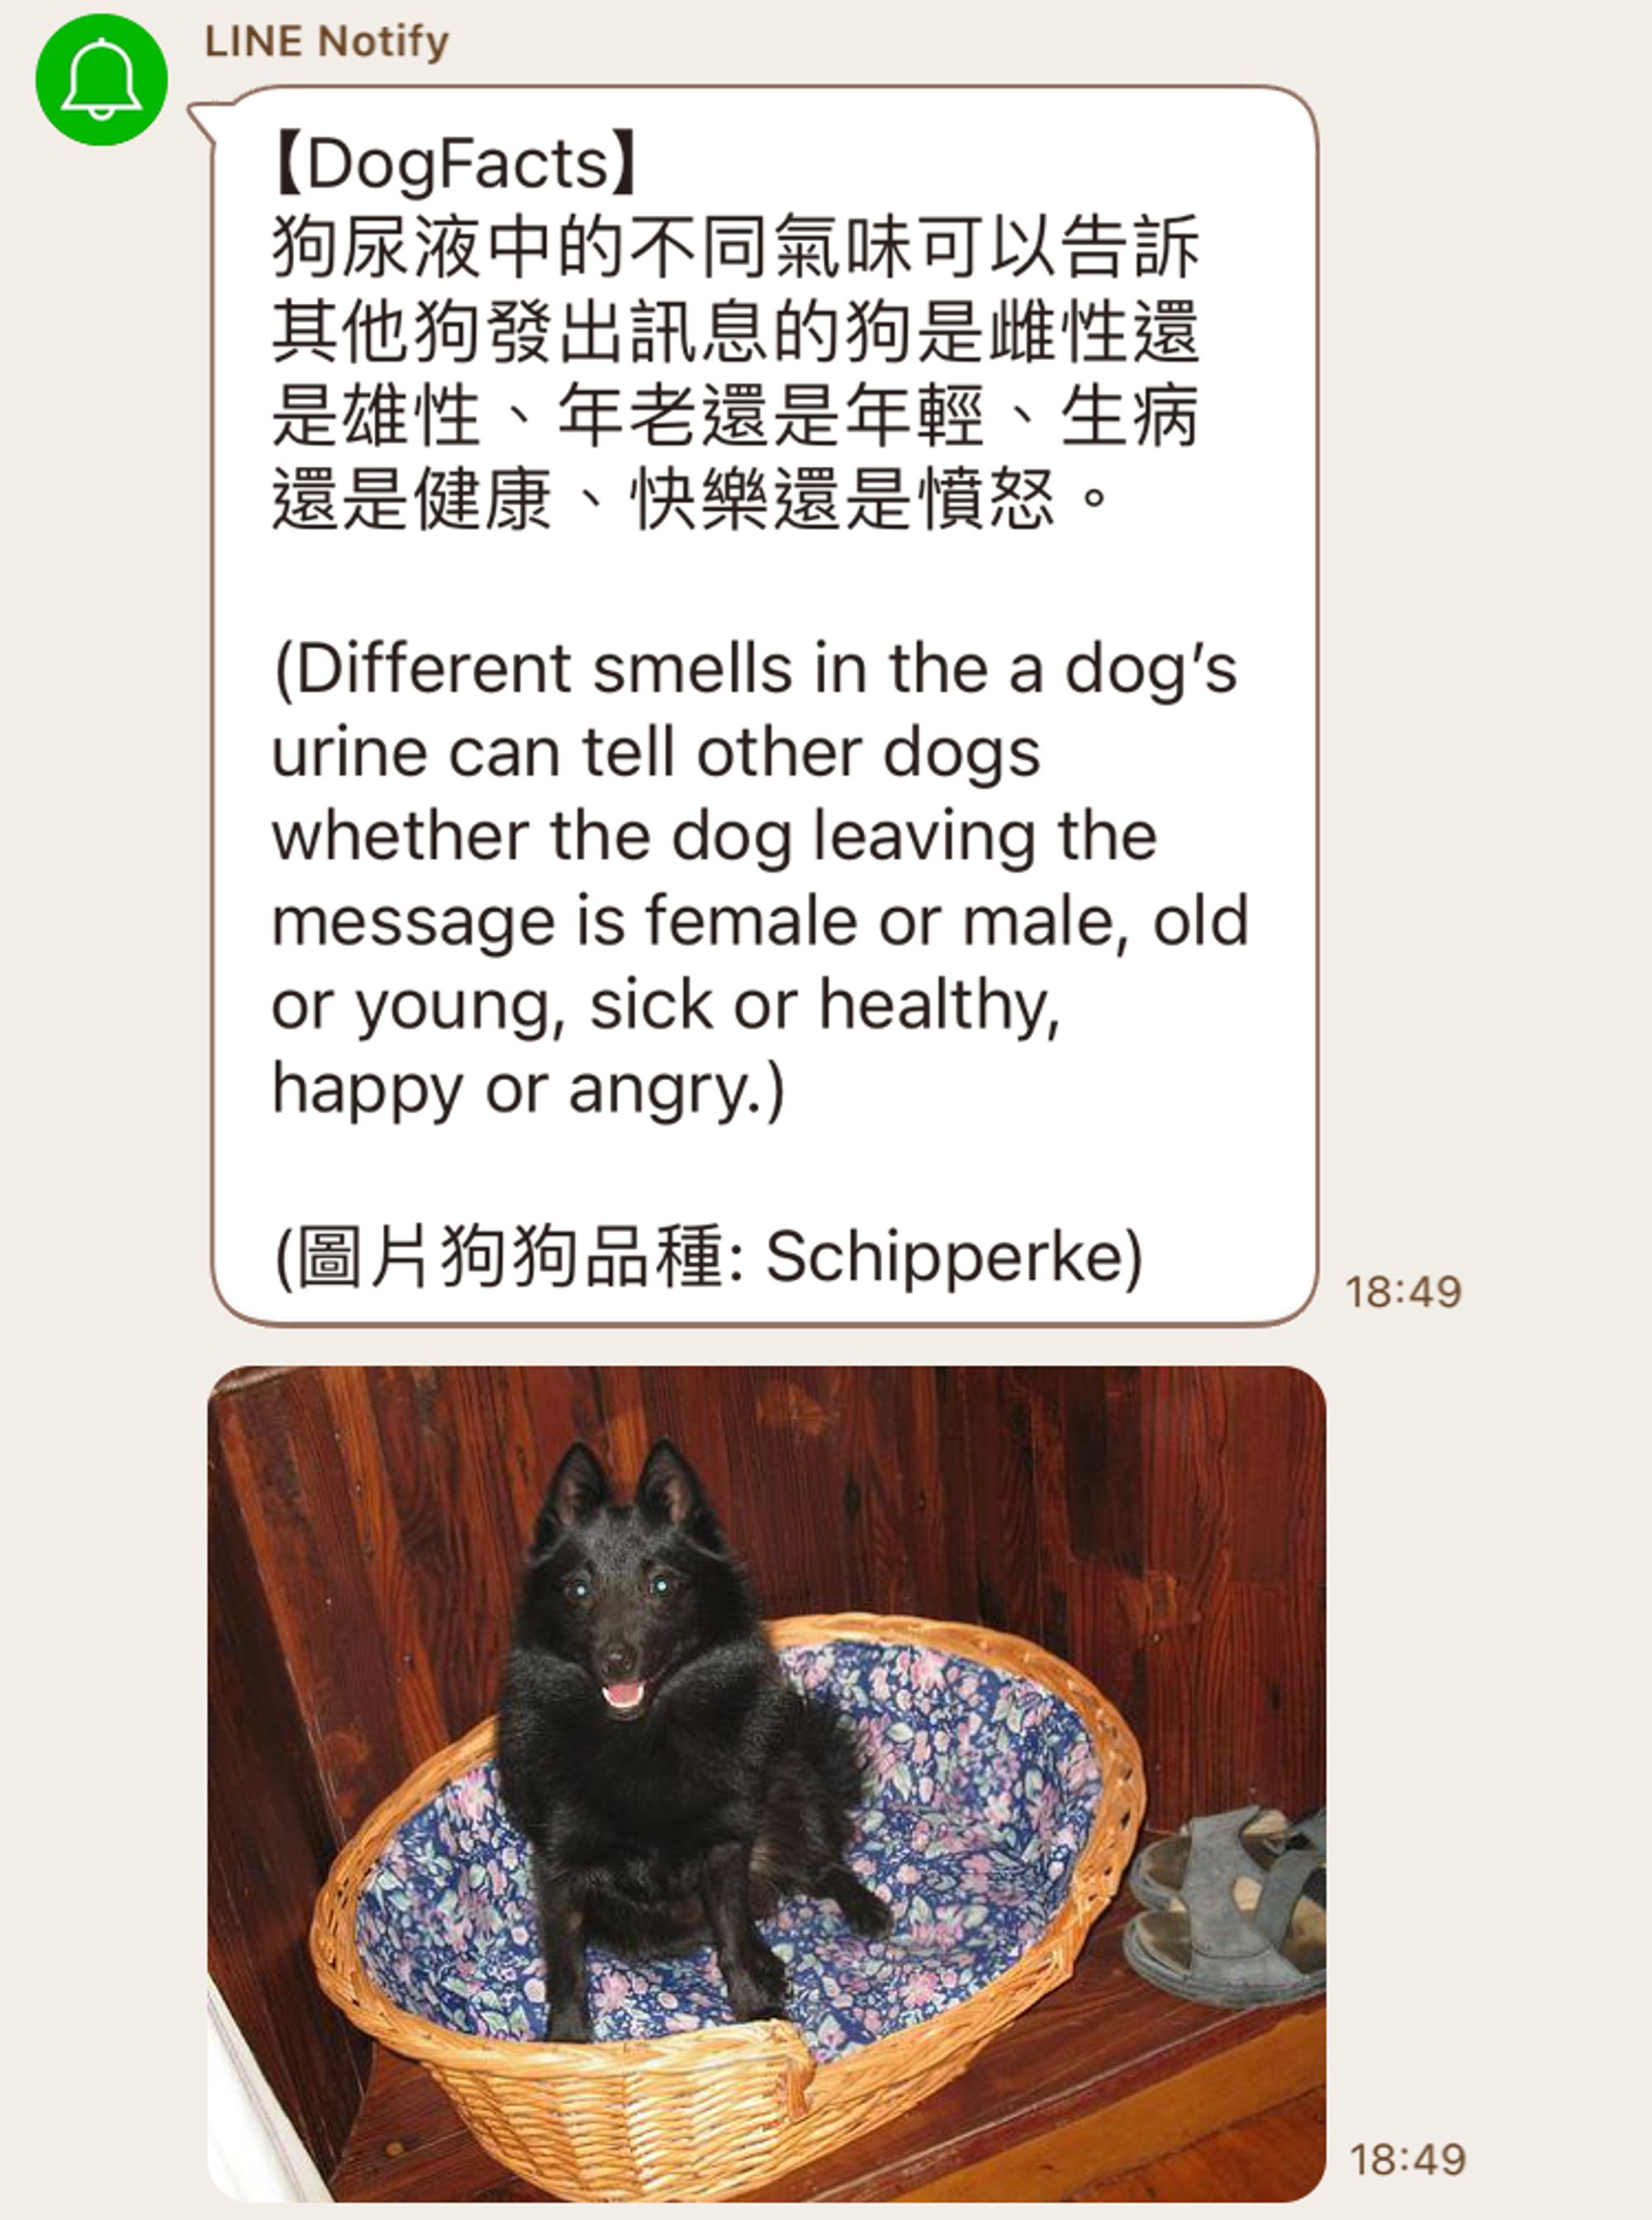 LINE Notify
【DogFacts】
狗尿液中的不同氣味可以告訴
其他狗發出訊息的狗是雌性還
是雄性、年老還是年輕、生病
還是健康、快樂還是憤怒。
(Different smells in the a dog’s
urine can tell other dogs
whether the dog leaving the
message is female or male, old
or young, sick or healthy,
happy or angry.)
(圖片狗狗品種: Schipperke)
18:49
18:49